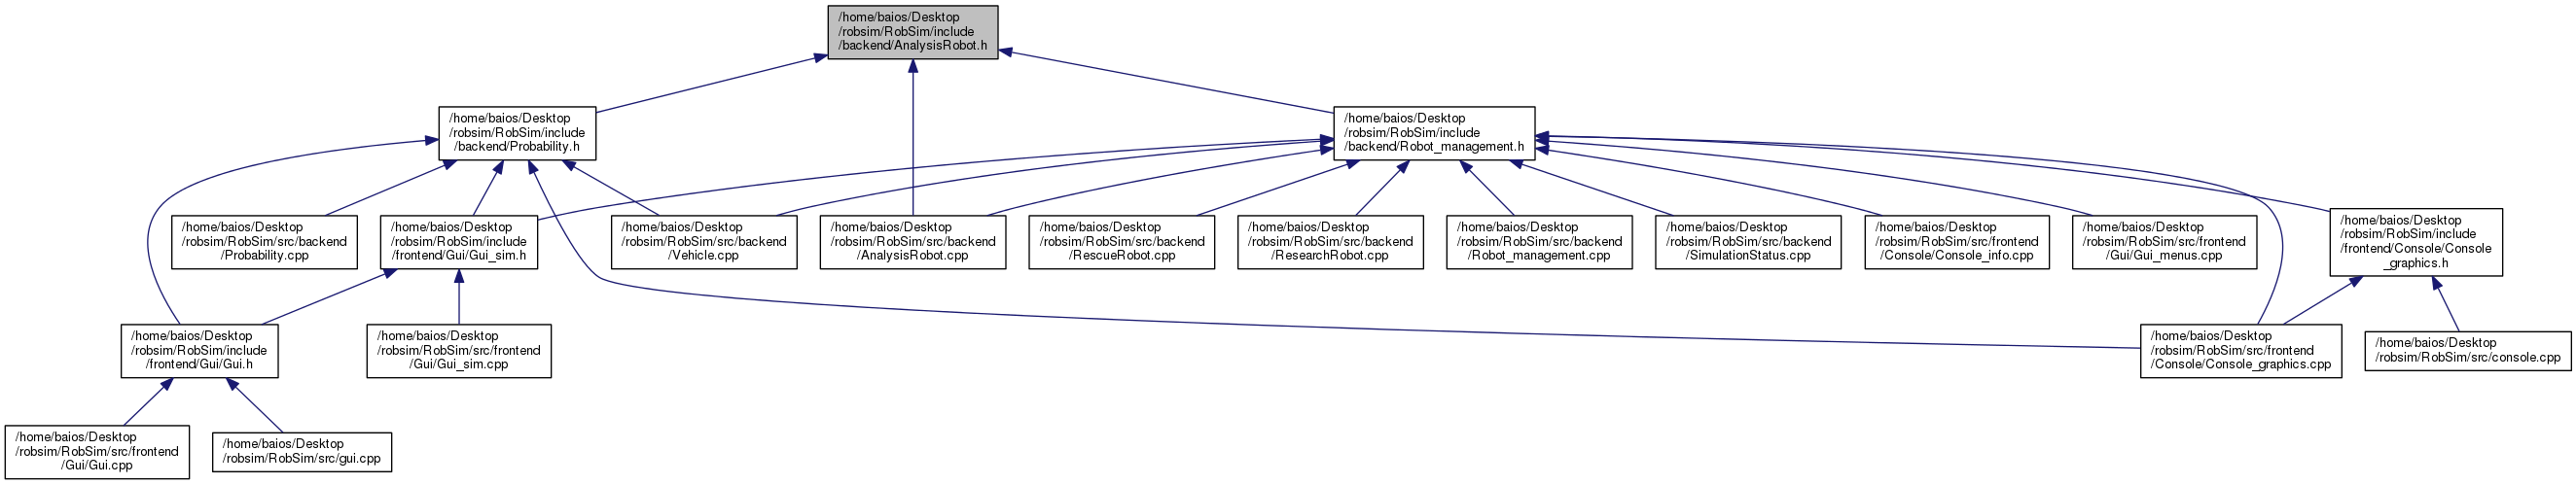 /home/baios/Desktop
/robsim/RobSim/include
/backend/AnalysisRobot.h
/home/baios/Desktop
/robsim/RobSim/include
/backend/Probability.h
/home/baios/Desktop
/robsim/RobSim/include
/backend/Robot_management.h
/home/baios/Desktop
/robsim/RobSim/src/backend
/Probability.cpp
/home/baios/Desktop
/robsim/RobSim/include
/frontend/Gui/Gui_sim.h
/home/baios/Desktop
/robsim/RobSim/src/backend
/Vehicle.cpp
/home/baios/Desktop
/robsim/RobSim/src/backend
/AnalysisRobot.cpp
/home/baios/Desktop
/robsim/RobSim/src/backend
/RescueRobot.cpp
/home/baios/Desktop
/robsim/RobSim/src/backend
/ResearchRobot.cpp
/home/baios/Desktop
/robsim/RobSim/src/backend
/Robot_management.cpp
/home/baios/Desktop
/robsim/RobSim/src/backend
/SimulationStatus.cpp
/home/baios/Desktop
/robsim/RobSim/src/frontend
/Console/Console_info.cpp
/home/baios/Desktop
/robsim/RobSim/src/frontend
/Gui/Gui_menus.cpp
/home/baios/Desktop
/robsim/RobSim/include
/frontend/Console/Console
_graphics.h
/home/baios/Desktop
/robsim/RobSim/include
/frontend/Gui/Gui.h
/home/baios/Desktop
/robsim/RobSim/src/frontend
/Gui/Gui_sim.cpp
/home/baios/Desktop
/robsim/RobSim/src/frontend
/Console/Console_graphics.cpp
/home/baios/Desktop
/robsim/RobSim/src/console.cpp
/home/baios/Desktop
/robsim/RobSim/src/frontend
/Gui/Gui.cpp
/home/baios/Desktop
/robsim/RobSim/src/gui.cpp